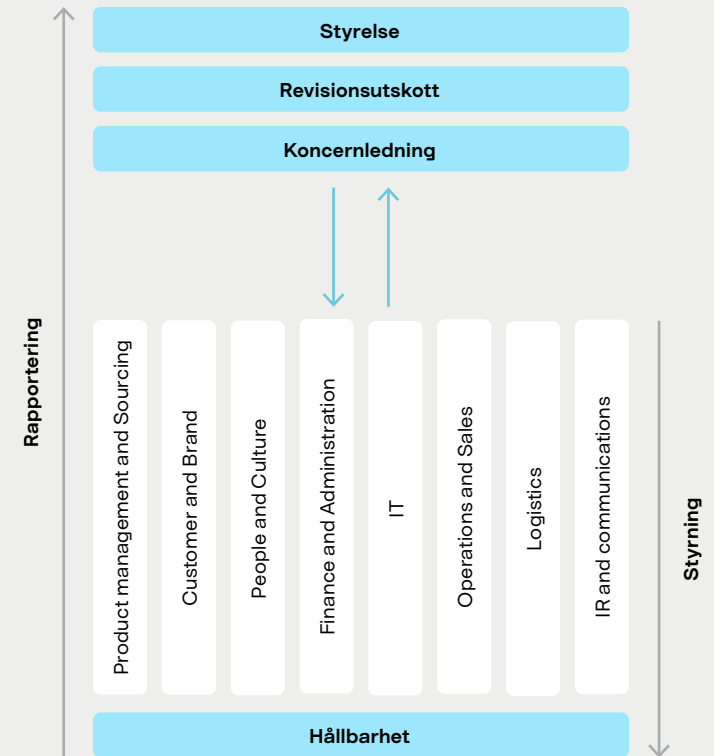 Styrelse
Revisionsutskott
Koncernledning
Rapportering
Product management and Sourcing
Customer and Brand
People and Culture
Finance and Administration
IT
Operations and Sales
Logistics
IR and communications
Styrning
Hållbarhet